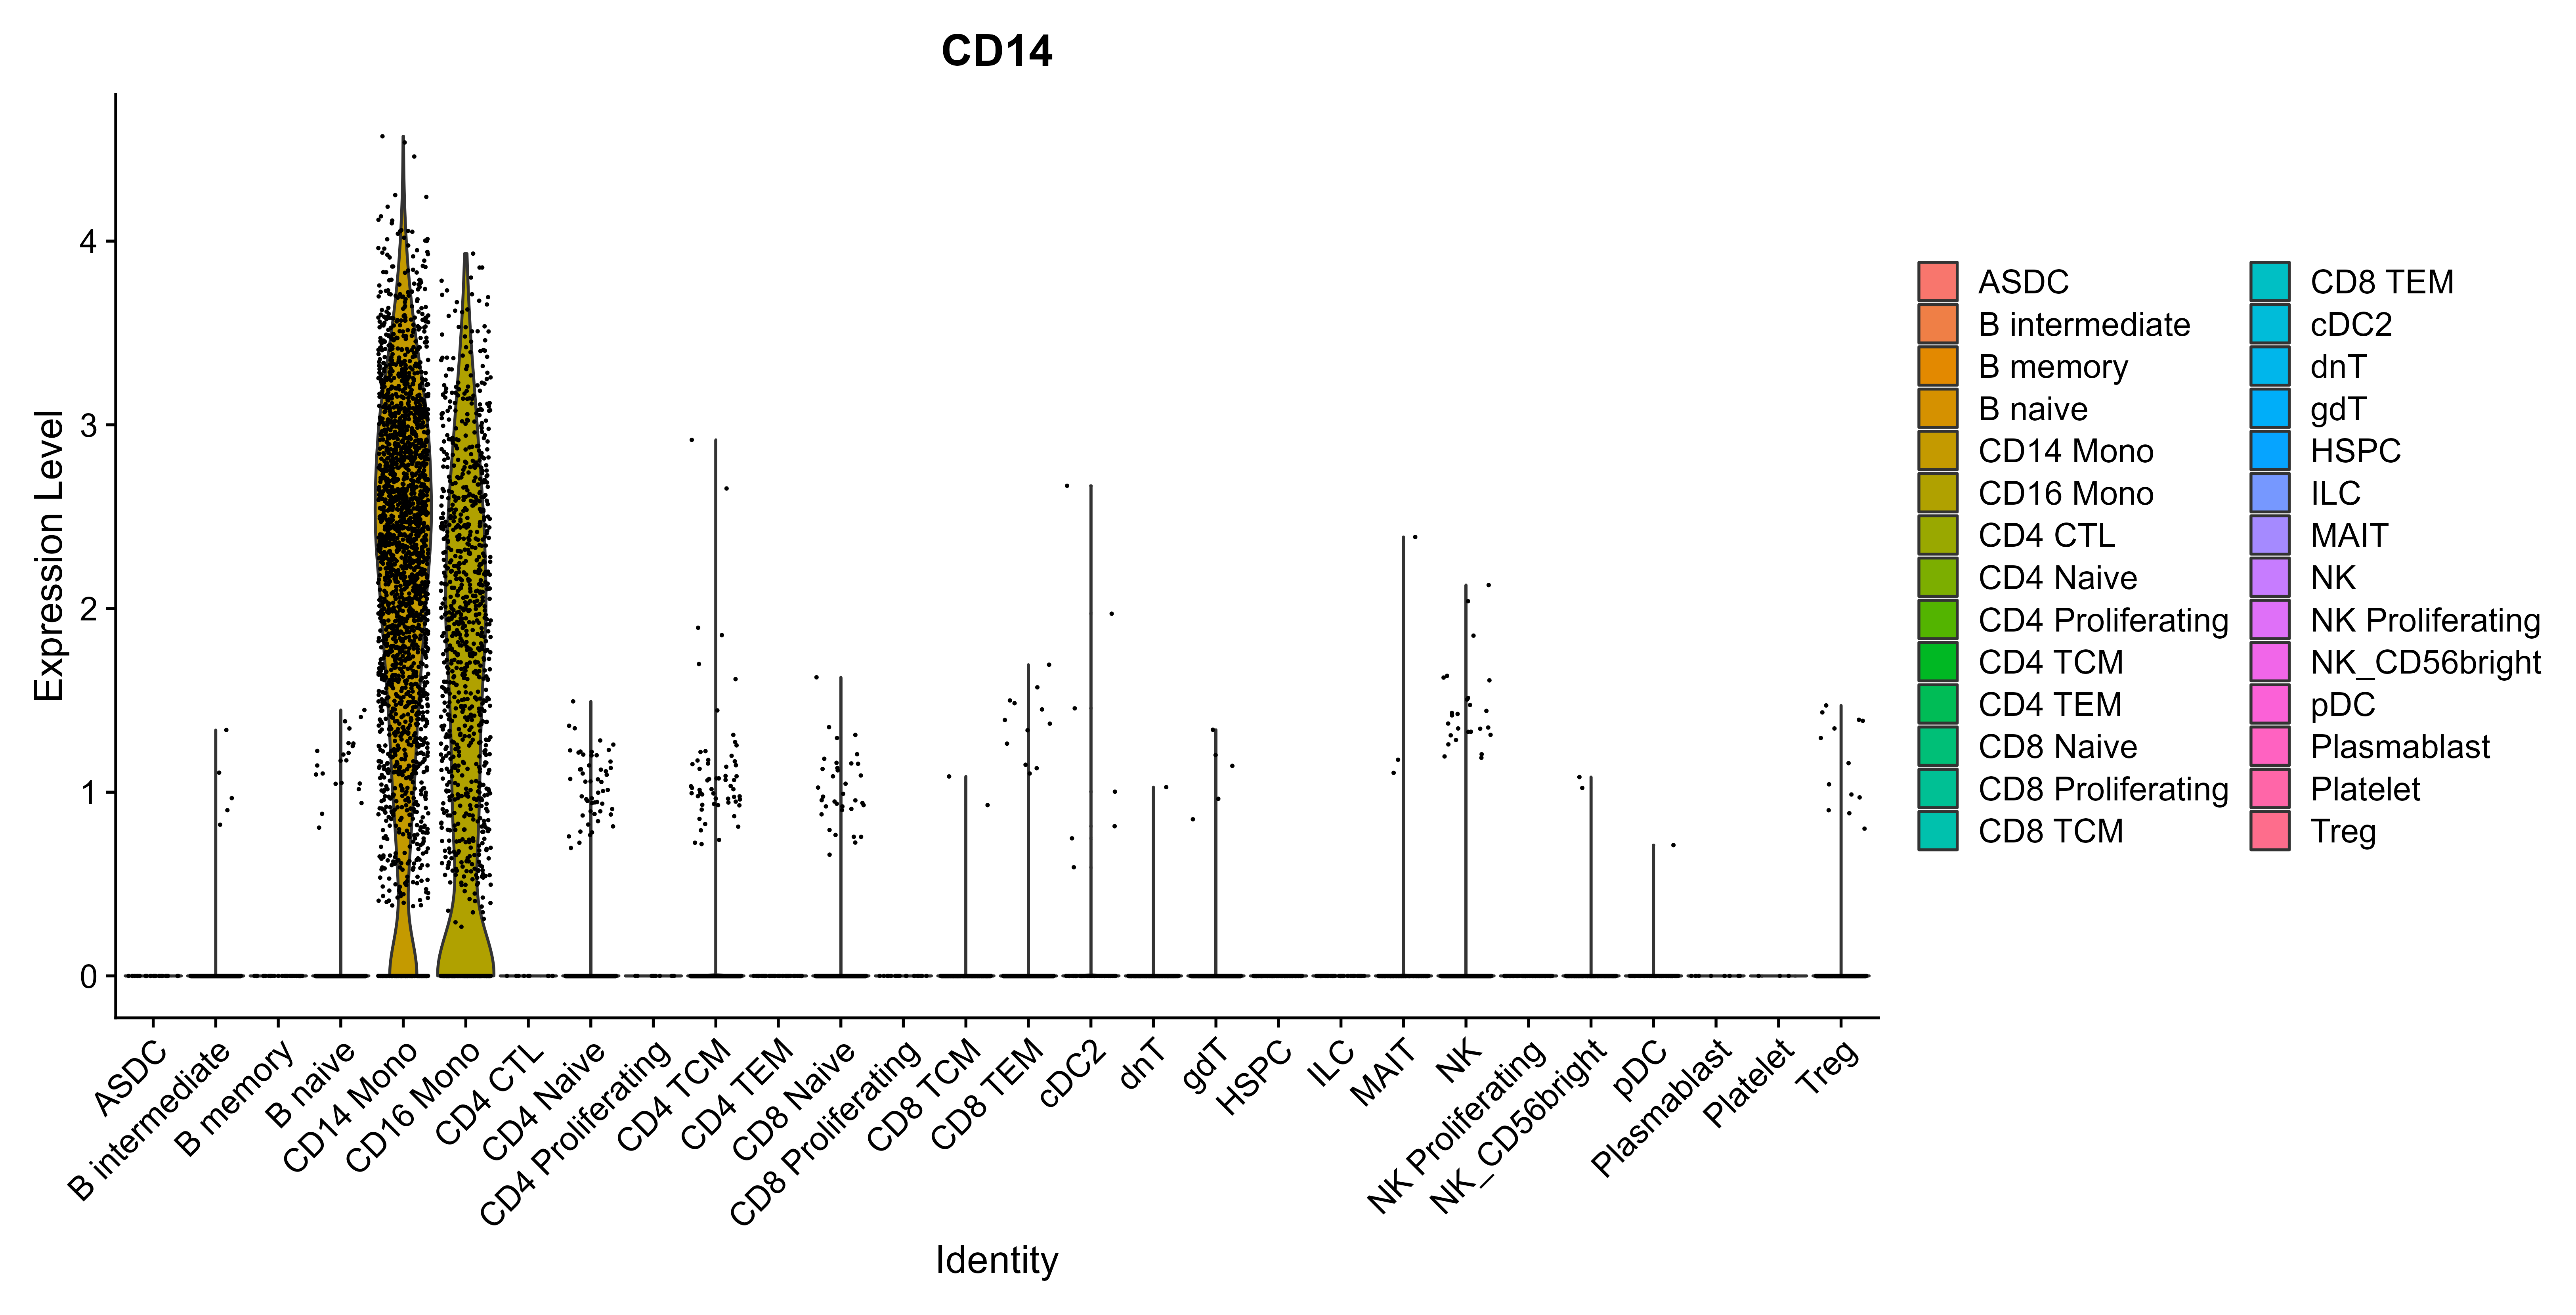 CD14
Expression Level
4
3
2
1
0
ASDC
B intermediate
B memory
B naive
CD14 Mono
CD16 Mono
CD4 CTL
CD4 Naive
CD4 Proliferating
CD4 TCM
CD4 TEM
CD8 Naive
CD8 Proliferating
CD8 TCM
CD8 TEM
cDC2
dnT
gdT
HSPC
ILC
MAIT
NK
NK Proliferating
NK_CD56bright
pDC
Plasmablast
Platelet
Treg
Identity
ASDC
B intermediate
B memory
B naive
CD14 Mono
CD16 Mono
CD4 CTL
CD4 Naive
CD4 Proliferating
CD4 TCM
CD4 TEM
CD8 Naive
CD8 Proliferating
CD8 TCM
CD8 TEM
cDC2
dnT
gdT
HSPC
ILC
MAIT
NK
NK Proliferating
NK_CD56bright
pDC
Plasmablast
Platelet
Treg